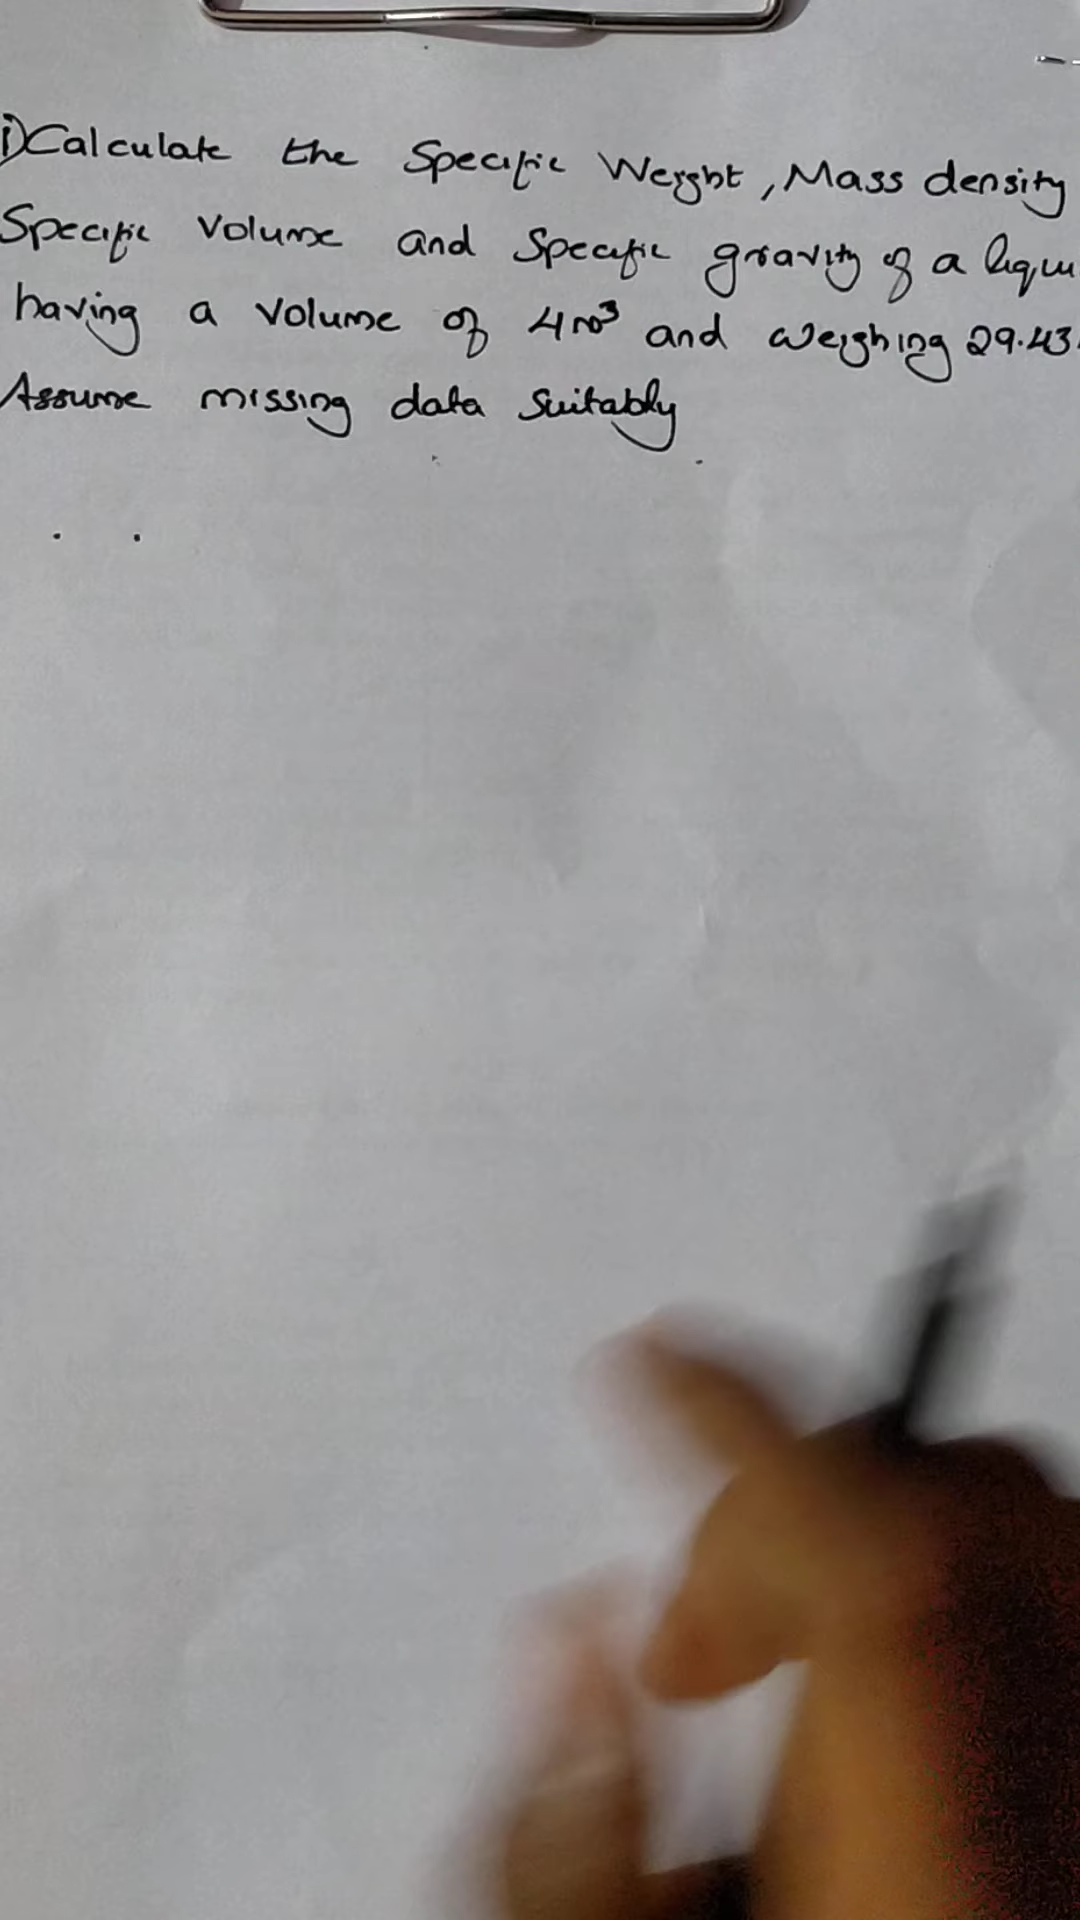 i) Calculate the Specific Weight, Mass density
Specific Volume and Specific gravity of a liqui
having a Volume of 4m³ and weighing 29.43
Assume missing data Suitably